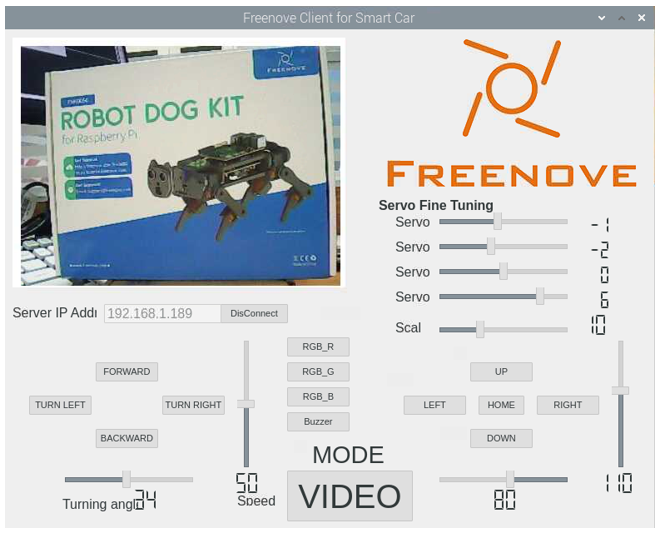 Freenove Client for Smart Car
FREENOVE
ROBOT DOG KIT
for Raspberry Pi
FREENOVE
Servo Fine Tuning
Servo -1
Servo -2
Servo 0
Servo 6
Scal 10
Server IP Addı 192.168.1.189 DisConnect
RGB_R
FORWARD RGB_G UP
TURN LEFT TURN RIGHT RGB_B LEFT HOME RIGHT
Buzzer
BACKWARD DOWN
MODE
VIDEO
Turning angl 24
50
Speed
80
110